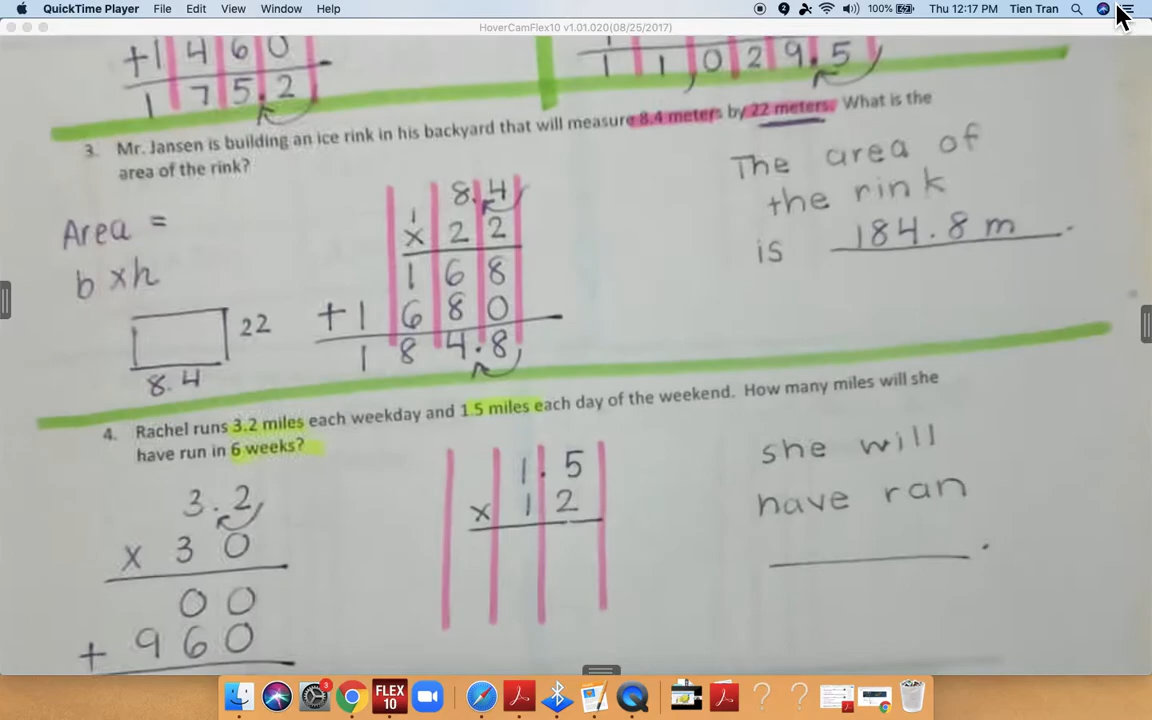 QuickTime Player File Edit View Window Help 2 100% Thu 12:17 PM Tien Tran
HoverCamFlex10 v1.01.020(08/25/2017)
+1 4 6 0
1 7 5.2
1 1,0 2 9.5
3. Mr. Jansen is building an ice rink in his backyard that will measure 8.4 meters by 22 meters. What is the
area of the rink?
Area =
b x h
22
8.4
8.4
1
x 2 2
1 6 8
+1 6 8 0
1 8 4.8
The area of
the rink
is 184.8 m.
4. Rachel runs 3.2 miles each weekday and 1.5 miles each day of the weekend. How many miles will she
have run in 6 weeks?
3.2
x 3 0
0 0
+ 9 6 0
1.5
x 1 2
she will
have ran
.
3
FLEX
10
? ?